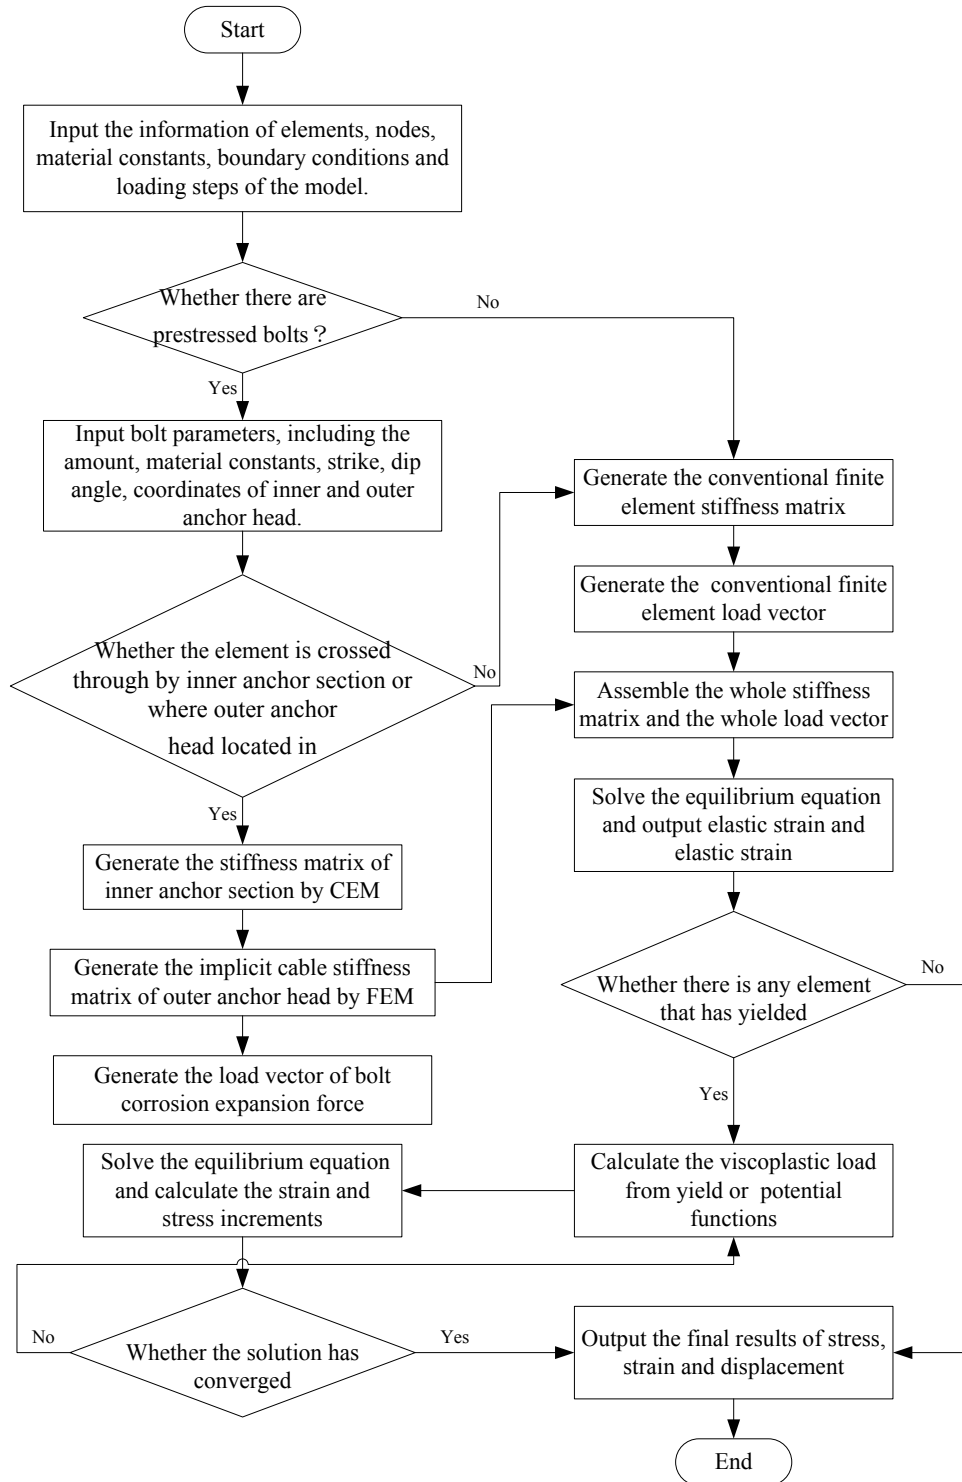 Start
Input the information of elements, nodes,
material constants, boundary conditions and
loading steps of the model.
Whether there are
prestressed bolts？
No
Yes
Input bolt parameters, including the
amount, material constants, strike, dip
angle, coordinates of inner and outer
anchor head.
Whether the element is crossed
through by inner anchor section or
where outer anchor
head located in
No
Yes
Generate the stiffness matrix of
inner anchor section by CEM
Generate the implicit cable stiffness
matrix of outer anchor head by FEM
Generate the load vector of bolt
corrosion expansion force
Generate the conventional finite
element stiffness matrix
Generate the conventional finite
element load vector
Assemble the whole stiffness
matrix and the whole load vector
Solve the equilibrium equation
and output elastic strain and
elastic strain
Whether there is any element
that has yielded
No
Yes
Calculate the viscoplastic load
from yield or potential
functions
Solve the equilibrium equation
and calculate the strain and
stress increments
Whether the solution has
converged
No
Yes
Output the final results of stress,
strain and displacement
End